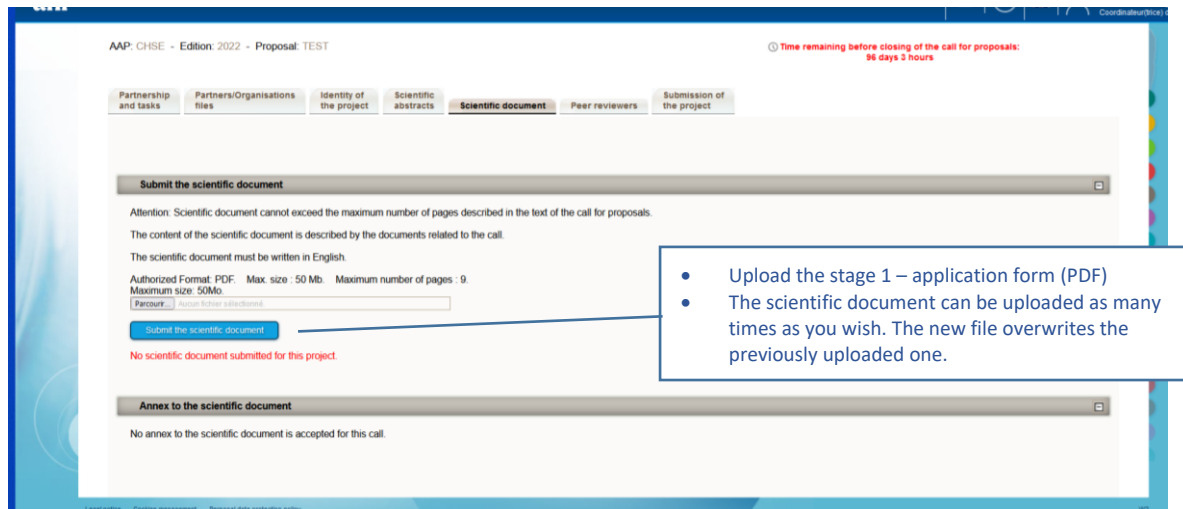 Coordinateur(trice)
AAP: CHSE - Edition: 2022 - Proposal: TEST
Time remaining before closing of the call for proposals:
96 days 3 hours
Partnership and tasks
Partners/Organisations files
Identity of the project
Scientific abstracts
Scientific document
Peer reviewers
Submission of the project
Submit the scientific document
Attention: Scientific document cannot exceed the maximum number of pages described in the text of the call for proposals.
The content of the scientific document is described by the documents related to the call.
The scientific document must be written in English.
Authorized Format: PDF. Max. size : 50 Mb. Maximum number of pages : 9.
Maximum size: 50Mo.
Parcourir... Aucun fichier sélectionné.
Submit the scientific document
No scientific document submitted for this project.
• Upload the stage 1 – application form (PDF)
• The scientific document can be uploaded as many
times as you wish. The new file overwrites the
previously uploaded one.
Annex to the scientific document
No annex to the scientific document is accepted for this call.